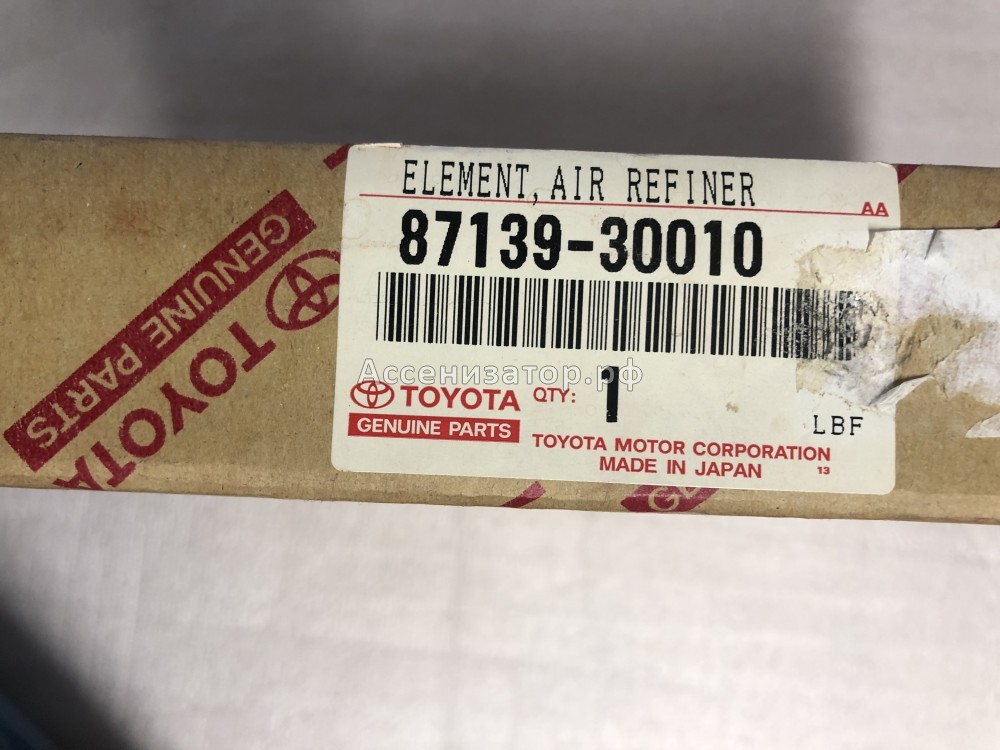 ELEMENT,AIR REFINER
AA
87139-30010
Ассенизатор.рф
TOYOTA
QTY: 1
GENUINE PARTS
LBF
TOYOTA MOTOR CORPORATION
MADE IN JAPAN
13
GENUINE PARTS
TOYOTA
TOYOTA